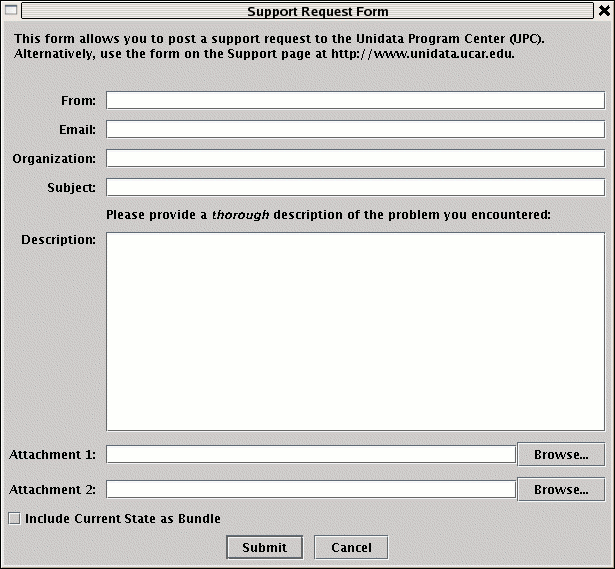 Support Request Form
This form allows you to post a support request to the Unidata Program Center (UPC).
Alternatively, use the form on the Support page at http://www.unidata.ucar.edu.
From:
Email:
Organization:
Subject:
Please provide a thorough description of the problem you encountered:
Description:
Attachment 1: Browse...
Attachment 2: Browse...
Include Current State as Bundle
Submit Cancel